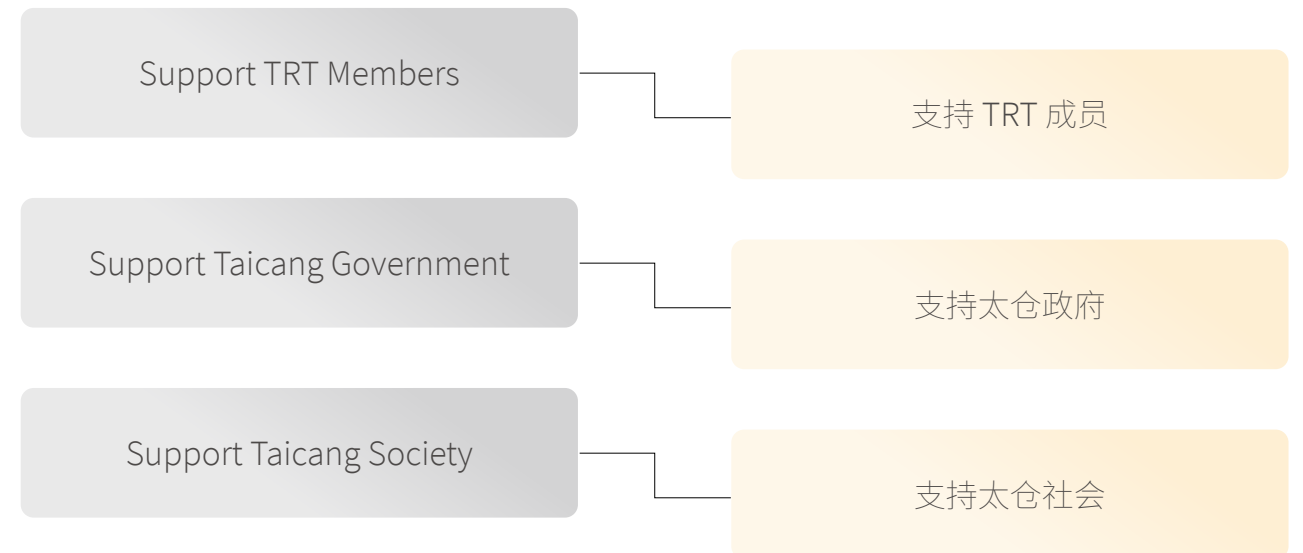 Support TRT Members
支持 TRT 成员
Support Taicang Government
支持太仓政府
Support Taicang Society
支持太仓社会